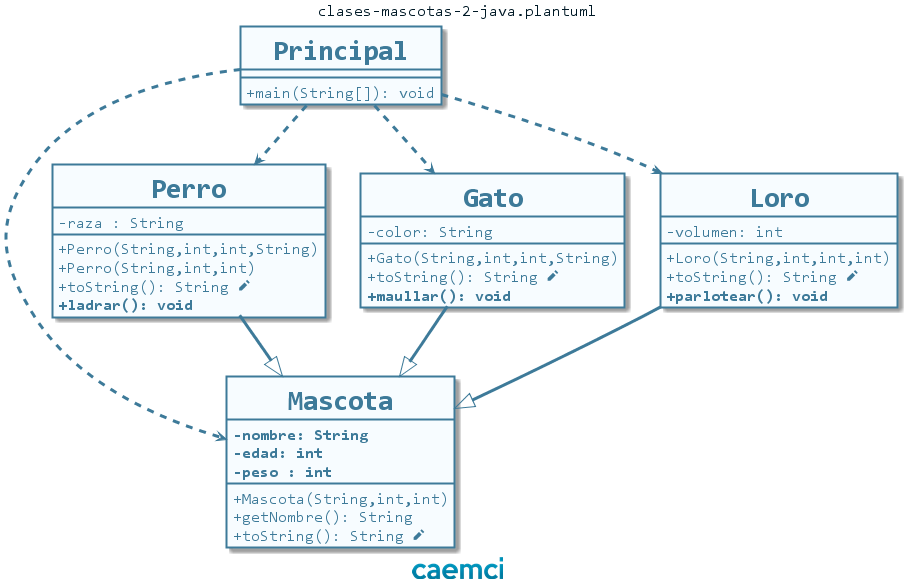 clases-mascotas-2-java.plantuml
Principal
+main(String[]): void
Perro
-raza : String
+Perro(String,int,int,String)
+Perro(String,int,int)
+toString(): String
+ladrar(): void
Gato
-color: String
+Gato(String,int,int,String)
+toString(): String
+maullar(): void
Loro
-volumen: int
+Loro(String,int,int,int)
+toString(): String
+parlotear(): void
Mascota
-nombre: String
-edad: int
-peso : int
+Mascota(String,int,int)
+getNombre(): String
+toString(): String
caemci